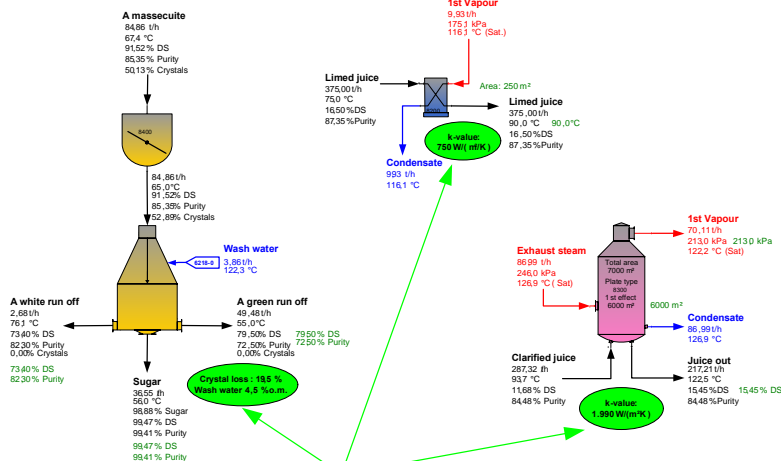 A massecuite
84,86 t/h
67,4 °C
91,52 % DS
85,35 % Purity
50,13 % Crystals
8400
84,86 t/h
65,0 °C
91,52 % DS
85,35 % Purity
52,89 % Crystals
Wash water
6218-0
3,86 t/h
122,3 °C
A white run off
2,68 t/h
76,1 °C
73,40 % DS
82,30 % Purity
0,00 % Crystals
73,40 % DS
82,30 % Purity
A green run off
49,48 t/h
55,0 °C
79,50 % DS 79,50 % DS
72,50 % Purity 72,50 % Purity
0,00 % Crystals
Sugar
36,55 t/h
56,0 °C
98,88 % Sugar
99,47 % DS
99,41 % Purity
99,47 % DS
99,41 % Purity
Crystal loss : 19,5 %
Wash water 4,5 % o.m.
1st Vapour
9,93 t/h
175,1 kPa
116,1 °C (Sat.)
Limed juice
375,00 t/h
75,0 °C
16,50 % DS
87,35 % Purity
Area: 250 m²
Limed juice
375,00 t/h
90,0 °C 90,0 °C
16,50 % DS
87,35 % Purity
k-value:
750 W/( m²/K )
Condensate
9,93 t/h
116,1 °C
1st Vapour
70,11 t/h
213,0 kPa 213,0 kPa
122,2 °C (Sat)
Exhaust steam
86,99 t/h
246,0 kPa
126,9 °C ( Sat)
Total area
7000 m²
Plate type
8300
1 st effect
6000 m² 6000 m²
Condensate
86,99 t/h
126,9 °C
Clarified juice
287,32 t/h
93,7 °C
11,68 % DS
84,48 % Purity
Juice out
217,21 t/h
122,5 °C
15,45 % DS 15,45 % DS
84,48 % Purity
k-value:
1.990 W/(m²K )